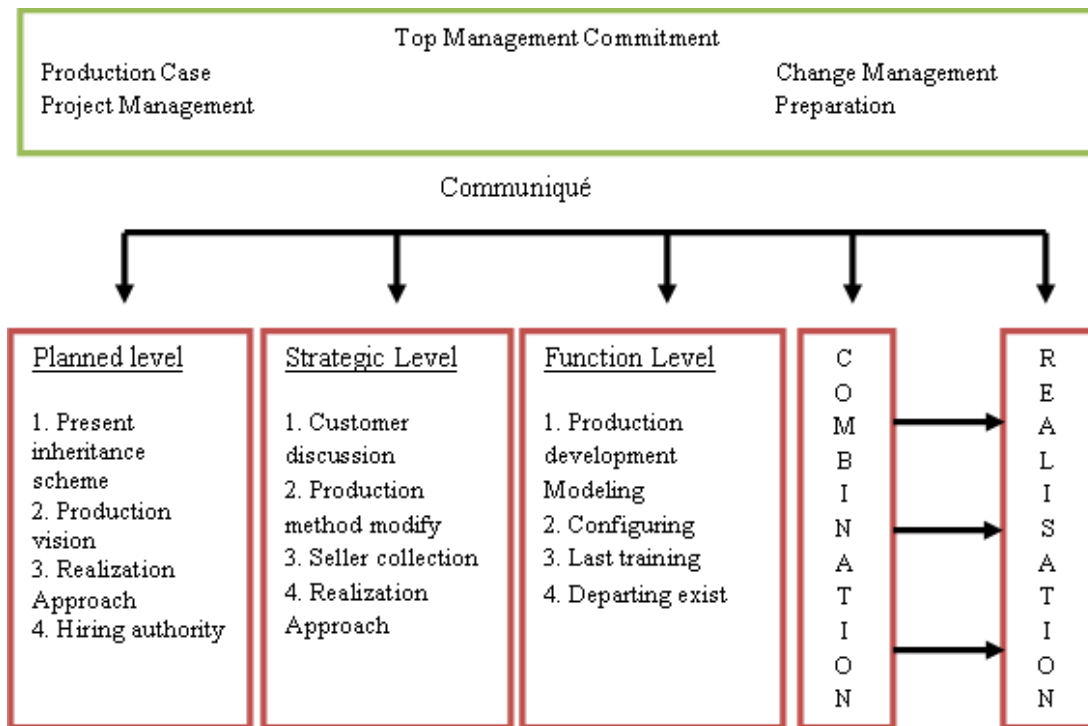 Top Management Commitment
Production Case
Change Management
Project Management
Preparation
Communiqué
Planned level
1. Present
inheritance
scheme
2. Production
vision
3. Realization
Approach
4. Hiring authority
Strategic Level
1. Customer
discussion
2. Production
method modify
3. Seller collection
4. Realization
Approach
Function Level
1. Production
development
Modeling
2. Configuring
3. Last training
4. Departing exist
C
O
M
B
I
N
A
T
I
O
N
R
E
A
L
I
S
A
T
I
O
N